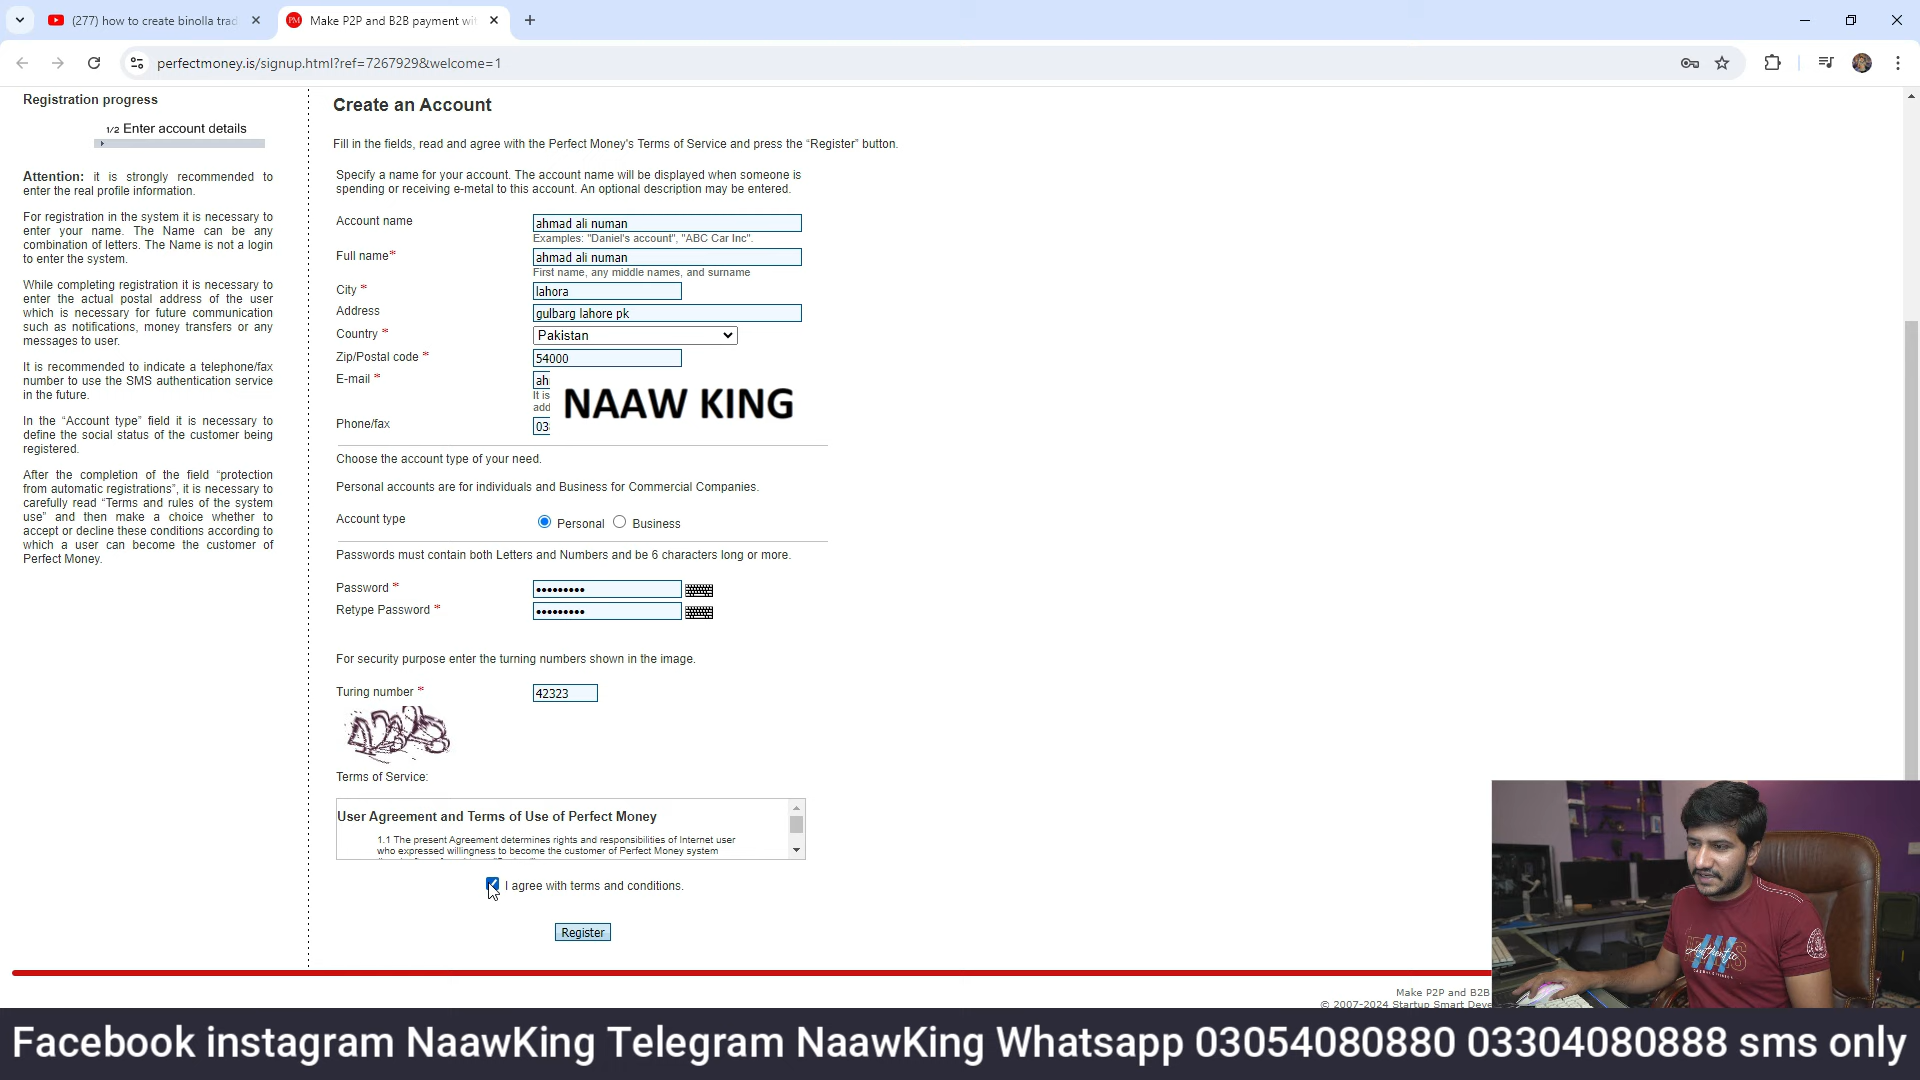 (277) how to create binolla trad
Make P2P and B2B payment wit
perfectmoney.is/signup.html?ref=7267929&welcome=1
Registration progress
1/2 Enter account details
Attention: it is strongly recommended to
enter the real profile information.
For registration in the system it is necessary to
enter your name. The Name can be any
combination of letters. The Name is not a login
to enter the system.
While completing registration it is necessary to
enter the actual postal address of the user
which is necessary for future communication
such as notifications, money transfers or any
messages to user.
It is recommended to indicate a telephone/fax
number to use the SMS authentication service
in the future.
In the “Account type” field it is necessary to
define the social status of the customer being
registered.
After the completion of the field “protection
from automatic registrations”, it is necessary to
carefully read “Terms and rules of the system
use” and then make a choice whether to
accept or decline these conditions according to
which a user can become the customer of
Perfect Money.
Create an Account
Fill in the fields, read and agree with the Perfect Money's Terms of Service and press the “Register” button.
Specify a name for your account. The account name will be displayed when someone is
spending or receiving e-metal to this account. An optional description may be entered.
Account name ahmad ali numan
Examples: "Daniel's account", "ABC Car Inc".
Full name* ahmad ali numan
First name, any middle names, and surname
City * lahora
Address gulbarg lahore pk
Country * Pakistan
Zip/Postal code * 54000
E-mail * ah
It is
add
NAAW KING
Phone/fax 03
Choose the account type of your need.
Personal accounts are for individuals and Business for Commercial Companies.
Account type Personal Business
Passwords must contain both Letters and Numbers and be 6 characters long or more.
Password *
Retype Password *
For security purpose enter the turning numbers shown in the image.
Turing number * 42323
Terms of Service:
User Agreement and Terms of Use of Perfect Money
1.1 The present Agreement determines rights and responsibilities of Internet user
who expressed willingness to become the customer of Perfect Money system
I agree with terms and conditions.
Register
Make P2P and B2B
© 2007-2024 Startup Smart Deve
Authentic
Facebook instagram NaawKing Telegram NaawKing Whatsapp 03054080880 03304080888 sms only